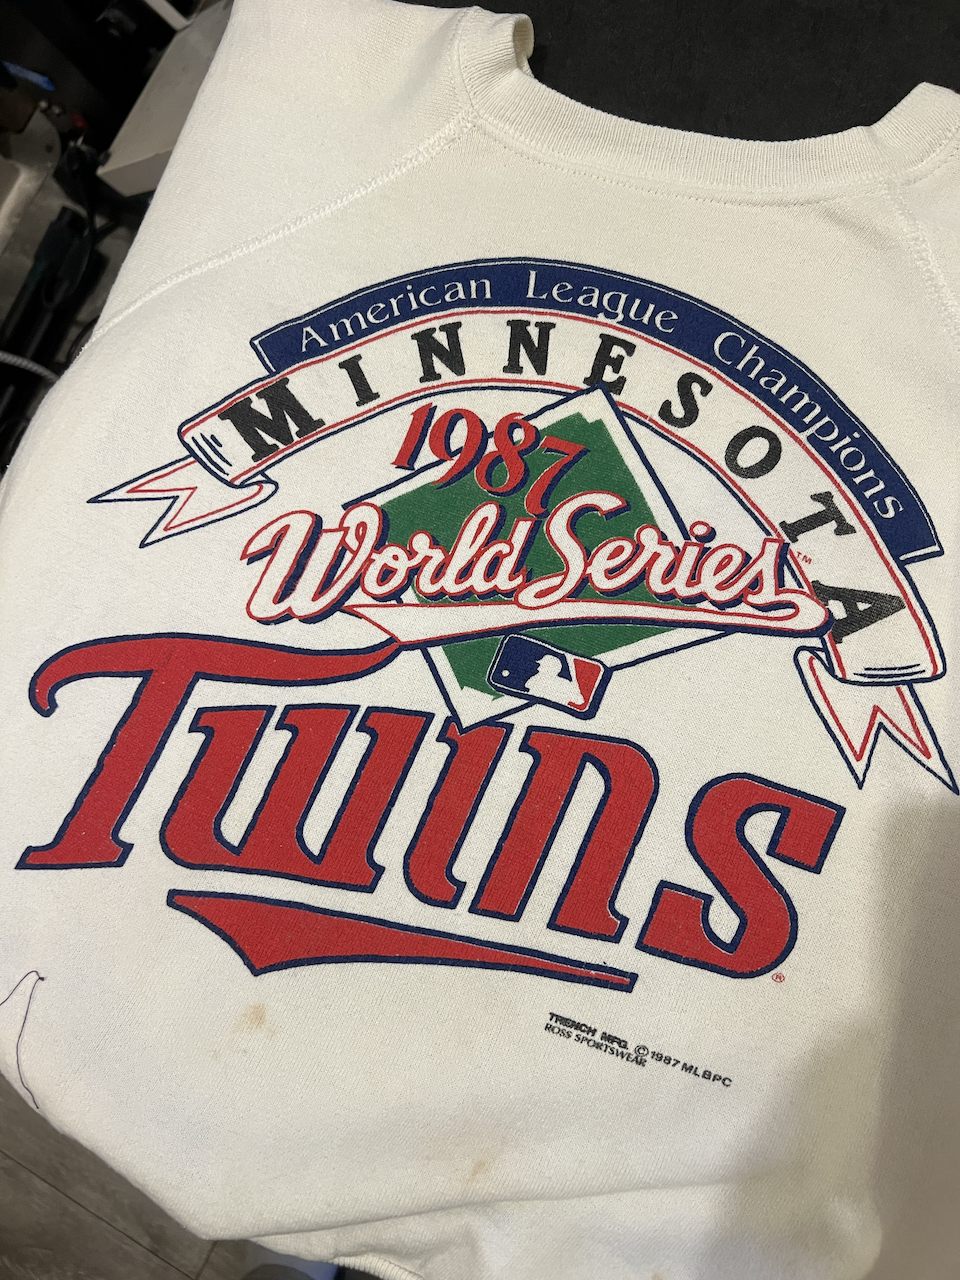 American League Champions
MINNESOTA
1987
World Series
TM
Twins
®
TRENCH MFG. © 1987 MLBPC
ROSS SPORTSWEAR